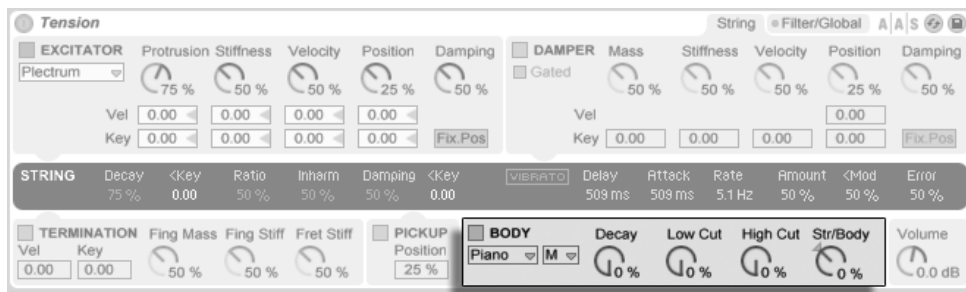 Tension String Filter/Global A A S
EXCITATOR Protrusion Stiffness Velocity Position Damping DAMPER Mass Stiffness Velocity Position Damping
Plectrum 75 % 50 % 50 % 25 % 50 % Gated 50 % 50 % 50 % 25 % 50 %
Vel 0.00 0.00 0.00 0.00 Vel 0.00
Key 0.00 0.00 0.00 0.00 Fix.Pos Key 0.00 0.00 0.00 0.00 Fix.Pos
STRING Decay <Key Ratio Inharm Damping <Key VIBRATO Delay Attack Rate Amount <Mod Error
75 % 0.00 50 % 50 % 50 % 0.00 509 ms 509 ms 5.1 Hz 50 % 50 % 50 %
TERMINATION Fing Mass Fing Stiff Fret Stiff PICKUP BODY Decay Low Cut High Cut Str/Body Volume
Vel Key Position Piano M
0.00 0.00 50 % 50 % 50 % 25 % 0 % 0 % 0 % 0 % 0.0 dB